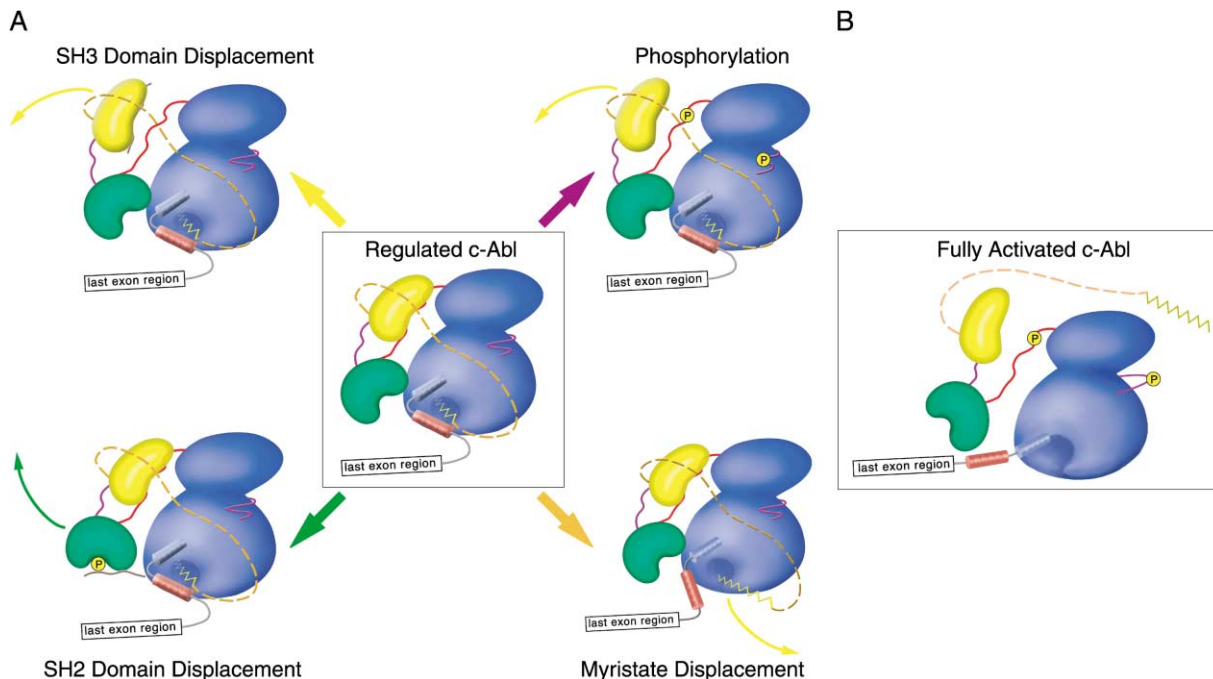 A
B
SH3 Domain Displacement
Phosphorylation
P
P
last exon region
last exon region
Regulated c-Abl
last exon region
Fully Activated c-Abl
P
P
last exon region
P
last exon region
last exon region
SH2 Domain Displacement
Myristate Displacement